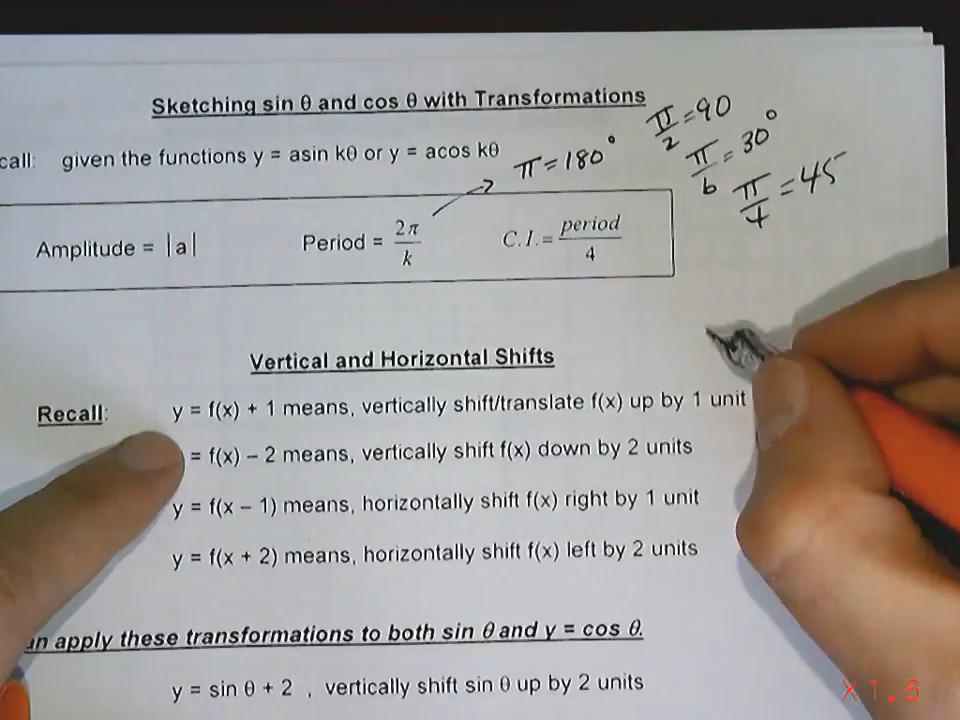 Sketching sin θ and cos θ with Transformations
call: given the functions y = asin kθ or y = acos kθ
π = 180°
π/2 = 90
π/6 = 30°
π/4 = 45
Amplitude = |a| Period = 2π/k C.I. = period/4
Vertical and Horizontal Shifts
Recall: y = f(x) + 1 means, vertically shift/translate f(x) up by 1 unit
= f(x) – 2 means, vertically shift f(x) down by 2 units
y = f(x – 1) means, horizontally shift f(x) right by 1 unit
y = f(x + 2) means, horizontally shift f(x) left by 2 units
an apply these transformations to both sin θ and y = cos θ.
y = sin θ + 2 , vertically shift sin θ up by 2 units
X1.6